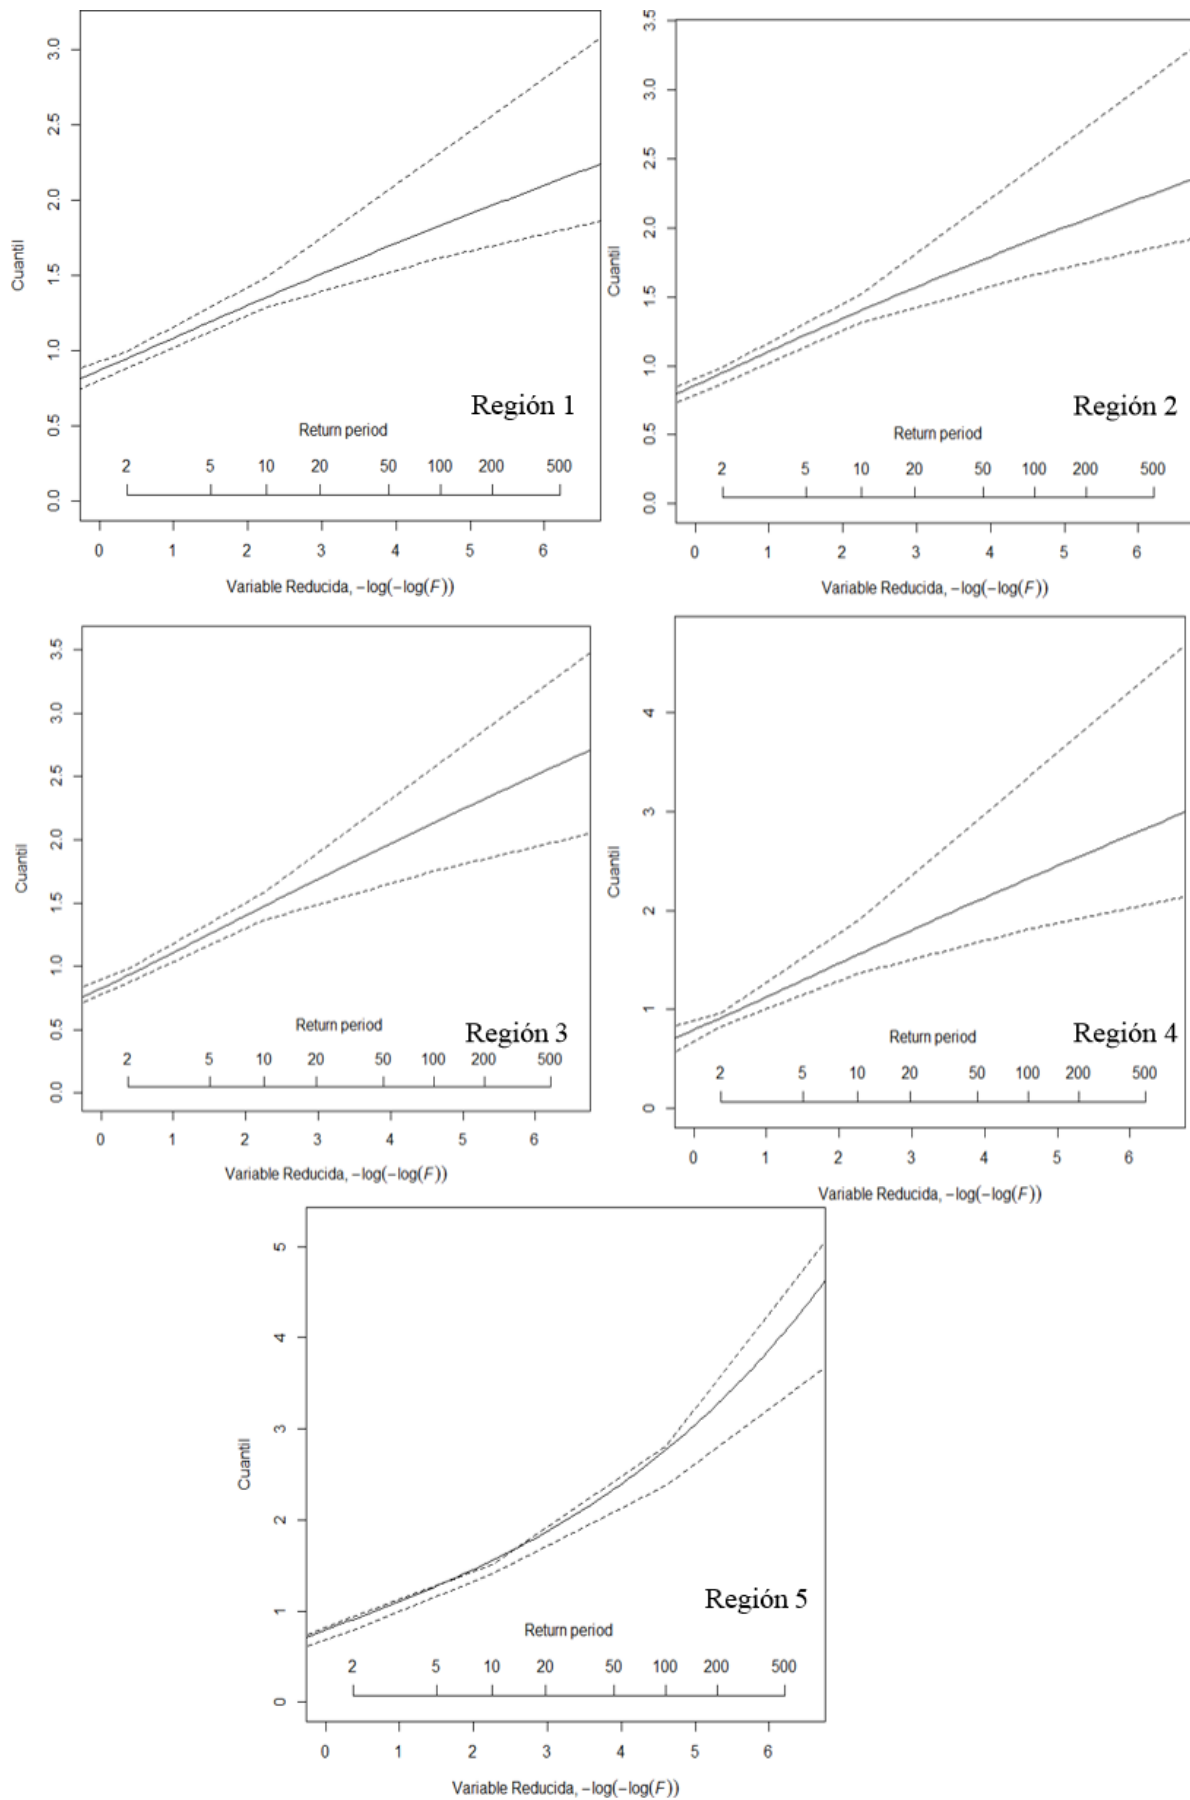 3.0
2.5
2.0
1.5
1.0
0.5
0.0
Cuantil
Región 1
Return period
2 5 10 20 50 100 200 500
0 1 2 3 4 5 6
Variable Reducida, −log(−log(F))
3.5
3.0
2.5
2.0
1.5
1.0
0.5
0.0
Cuantil
Región 2
Return period
2 5 10 20 50 100 200 500
0 1 2 3 4 5 6
Variable Reducida, −log(−log(F))
3.5
3.0
2.5
2.0
1.5
1.0
0.5
0.0
Cuantil
Región 3
Return period
2 5 10 20 50 100 200 500
0 1 2 3 4 5 6
Variable Reducida, −log(−log(F))
4
3
2
1
0
Cuantil
Región 4
Return period
2 5 10 20 50 100 200 500
0 1 2 3 4 5 6
Variable Reducida, −log(−log(F))
5
4
3
2
1
0
Cuantil
Región 5
Return period
2 5 10 20 50 100 200 500
0 1 2 3 4 5 6
Variable Reducida, −log(−log(F))